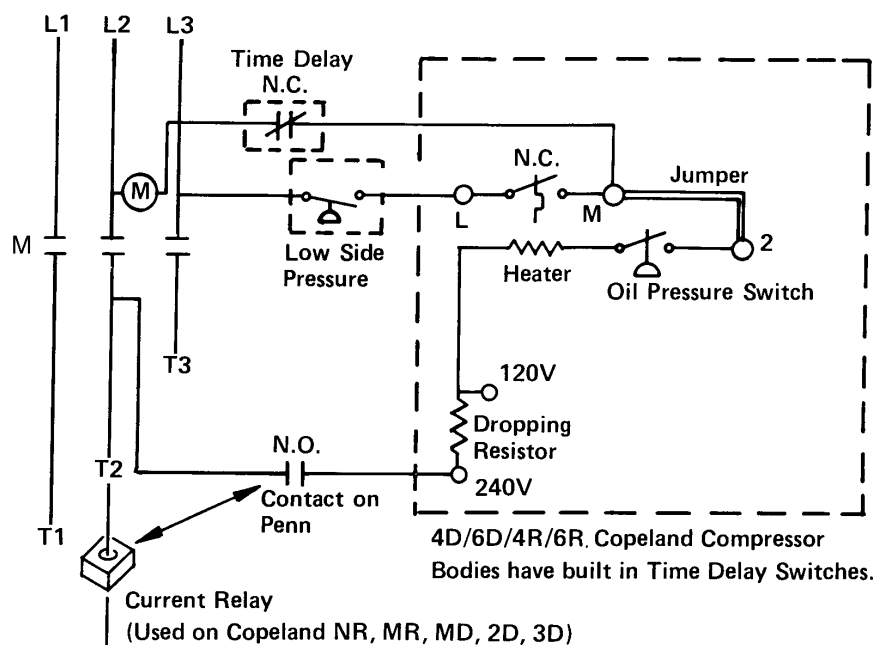 L1 L2 L3
Time Delay
N.C.
M
N.C.
Jumper
L
M
M
2
Low Side
Pressure
Heater
Oil Pressure Switch
T3
120V
Dropping
Resistor
N.O.
T2
240V
Contact on
Penn
T1
4D/6D/4R/6R. Copeland Compressor
Bodies have built in Time Delay Switches.
Current Relay
(Used on Copeland NR, MR, MD, 2D, 3D)